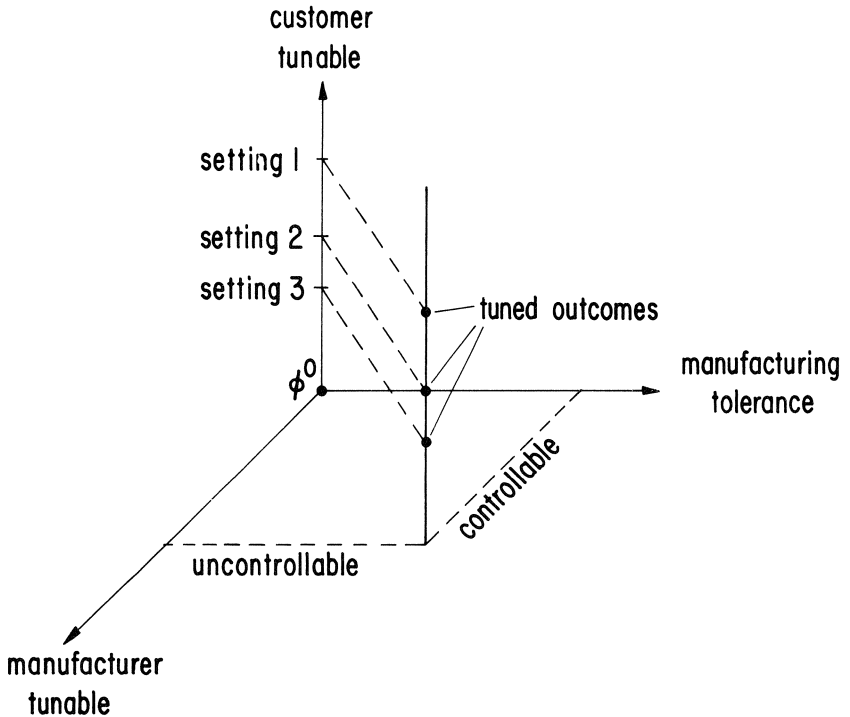 customer
tunable
setting 1
setting 2
setting 3
tuned outcomes
ϕ⁰
manufacturing
tolerance
controllable
uncontrollable
manufacturer
tunable